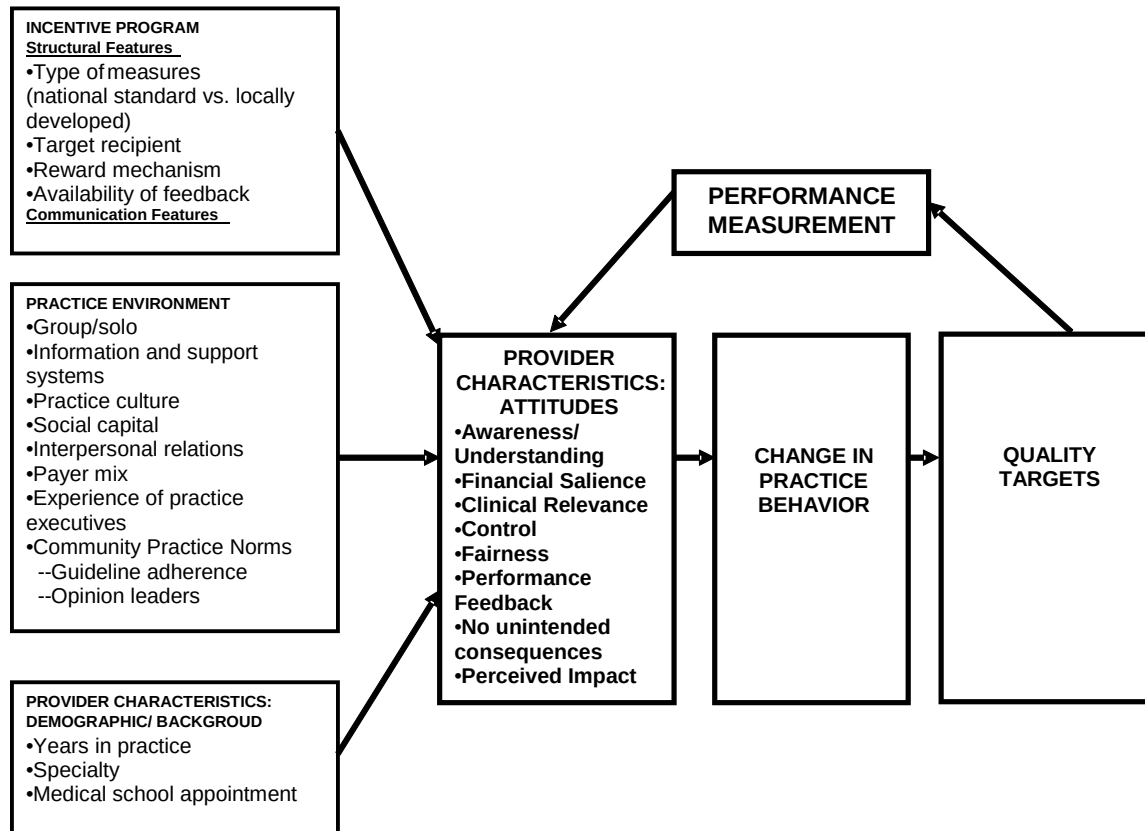 INCENTIVE PROGRAM
Structural Features
•Type of measures
(national standard vs. locally
developed)
•Target recipient
•Reward mechanism
•Availability of feedback
Communication Features
PRACTICE ENVIRONMENT
•Group/solo
•Information and support
systems
•Practice culture
•Social capital
•Interpersonal relations
•Payer mix
•Experience of practice
executives
•Community Practice Norms
--Guideline adherence
--Opinion leaders
PROVIDER CHARACTERISTICS:
DEMOGRAPHIC/ BACKGROUD
•Years in practice
•Specialty
•Medical school appointment
PROVIDER
CHARACTERISTICS:
ATTITUDES
•Awareness/
Understanding
•Financial Salience
•Clinical Relevance
•Control
•Fairness
•Performance
Feedback
•No unintended
consequences
•Perceived Impact
PERFORMANCE
MEASUREMENT
CHANGE IN
PRACTICE
BEHAVIOR
QUALITY
TARGETS